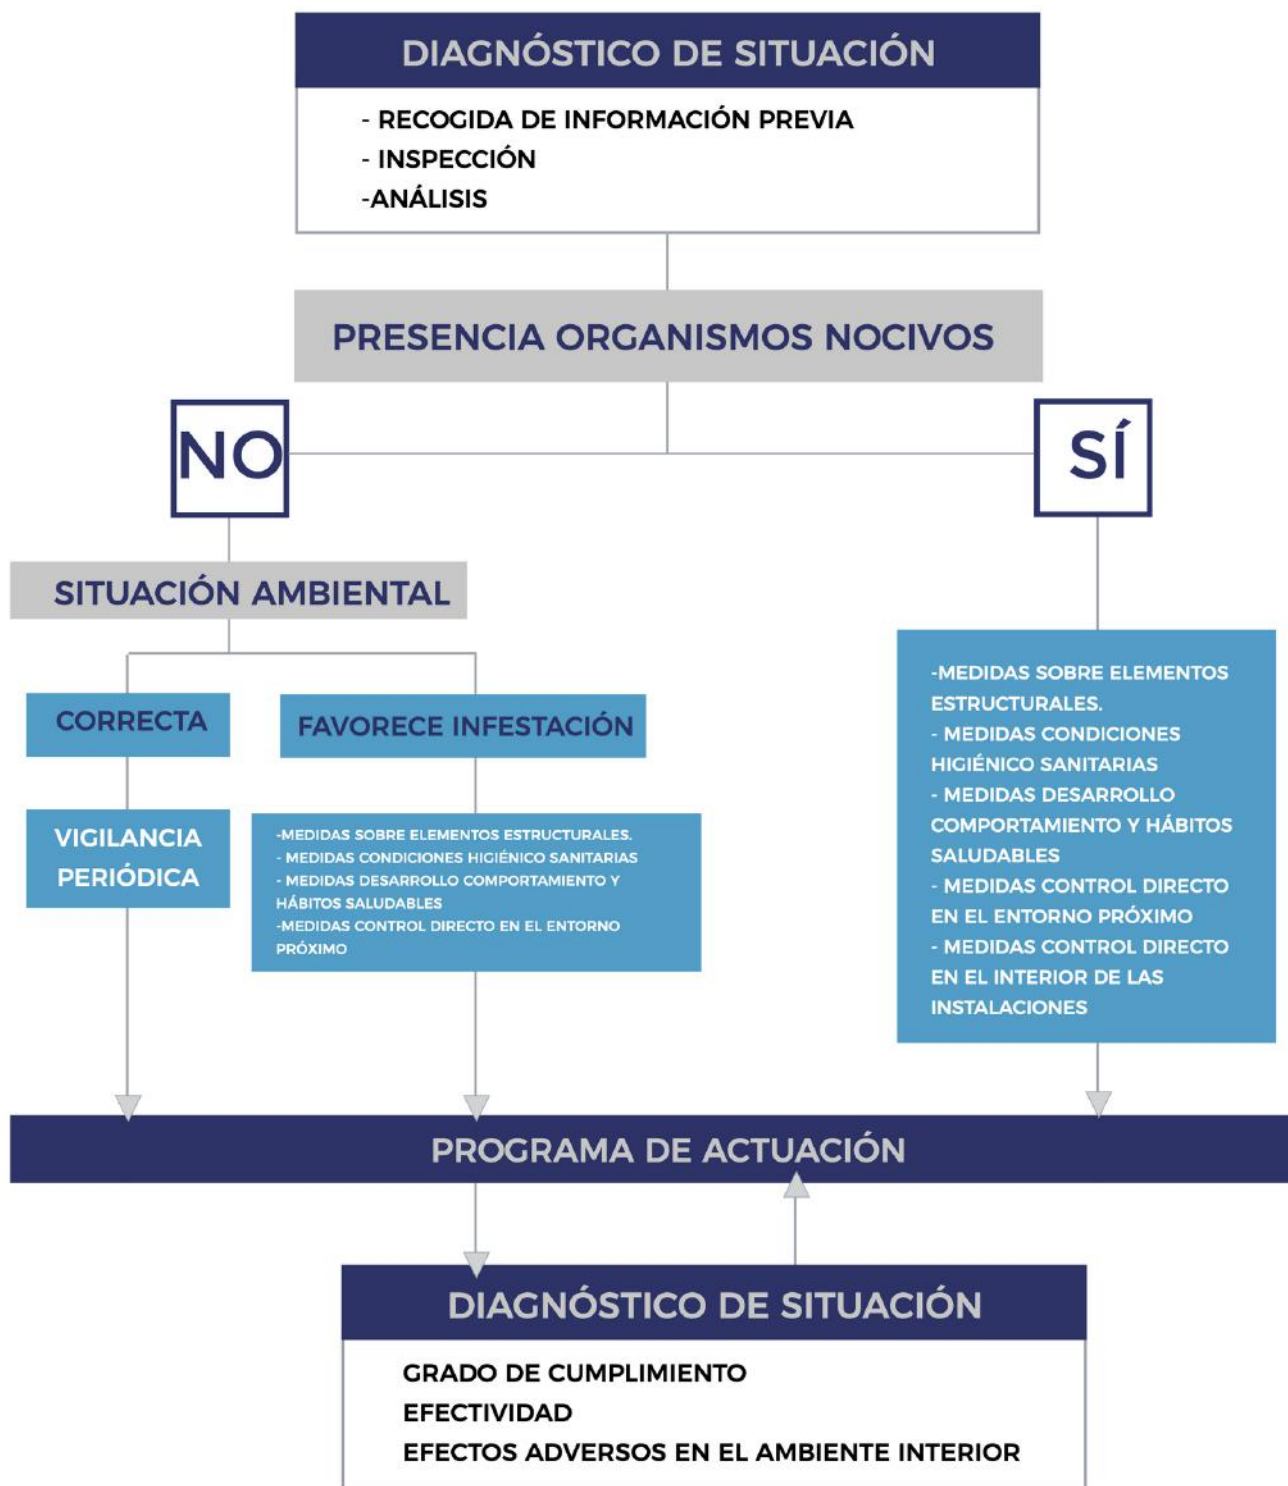 DIAGNÓSTICO DE SITUACIÓN
- RECOGIDA DE INFORMACIÓN PREVIA
- INSPECCIÓN
-ANÁLISIS
PRESENCIA ORGANISMOS NOCIVOS
NO
SÍ
SITUACIÓN AMBIENTAL
CORRECTA
FAVORECE INFESTACIÓN
VIGILANCIA
PERIÓDICA
-MEDIDAS SOBRE ELEMENTOS ESTRUCTURALES.
- MEDIDAS CONDICIONES HIGIÉNICO SANITARIAS
- MEDIDAS DESARROLLO COMPORTAMIENTO Y
HÁBITOS SALUDABLES
-MEDIDAS CONTROL DIRECTO EN EL ENTORNO
PRÓXIMO
-MEDIDAS SOBRE ELEMENTOS
ESTRUCTURALES.
- MEDIDAS CONDICIONES
HIGIÉNICO SANITARIAS
- MEDIDAS DESARROLLO
COMPORTAMIENTO Y HÁBITOS
SALUDABLES
- MEDIDAS CONTROL DIRECTO
EN EL ENTORNO PRÓXIMO
- MEDIDAS CONTROL DIRECTO
EN EL INTERIOR DE LAS
INSTALACIONES
PROGRAMA DE ACTUACIÓN
DIAGNÓSTICO DE SITUACIÓN
GRADO DE CUMPLIMIENTO
EFECTIVIDAD
EFECTOS ADVERSOS EN EL AMBIENTE INTERIOR